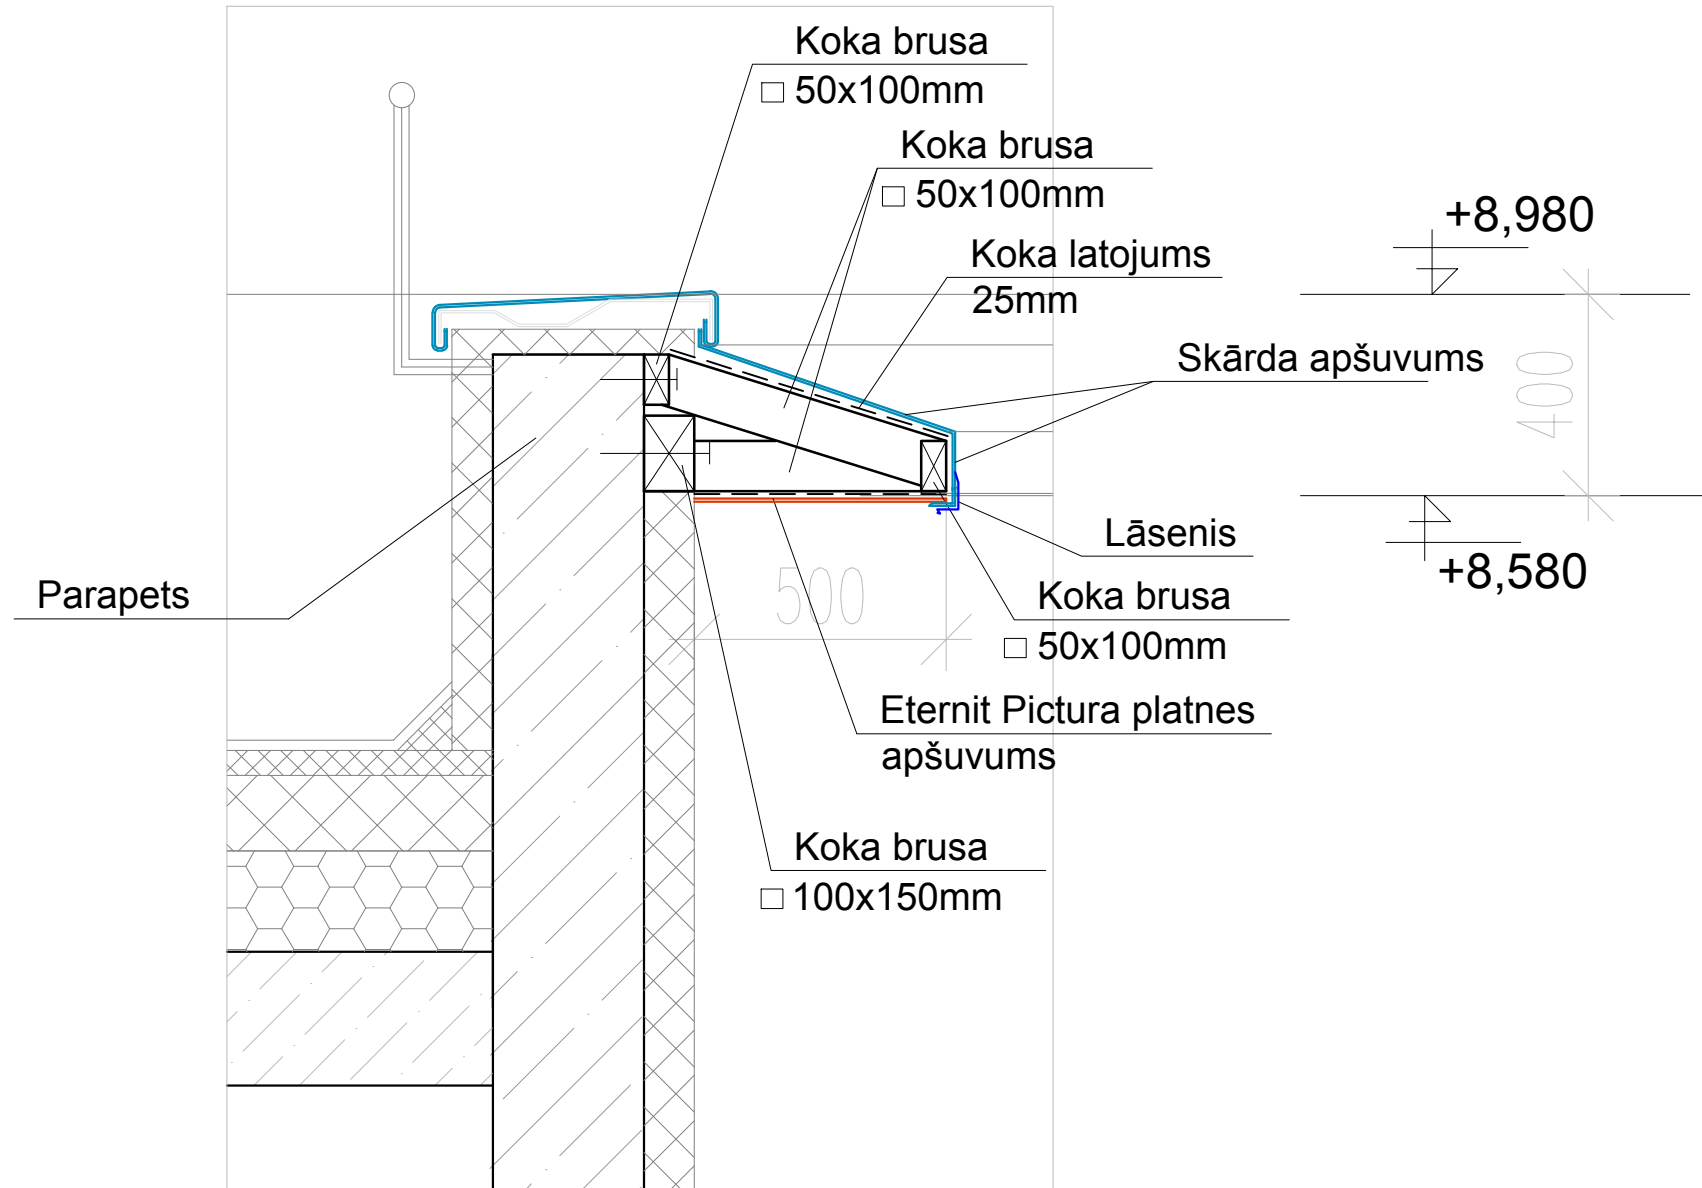 Koka brusa
□ 50x100mm
Koka brusa
□ 50x100mm
+8,980
Koka latojums
25mm
Skārda apšuvums
400
Lāsenis
+8,580
Parapets
500
Koka brusa
□ 50x100mm
Eternit Pictura platnes
apšuvums
Koka brusa
□ 100x150mm